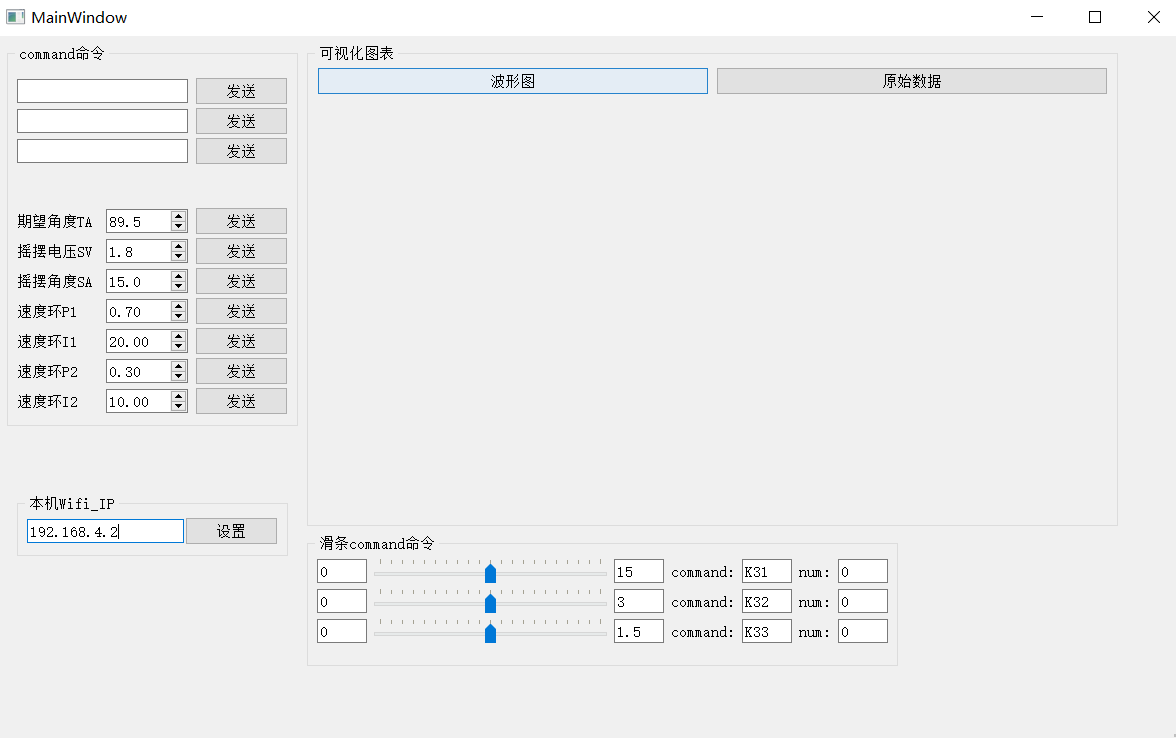 MainWindow
command命令
发送
发送
发送
期望角度TA 89.5 发送
摇摆电压SV 1.8 发送
摇摆角度SA 15.0 发送
速度环P1 0.70 发送
速度环I1 20.00 发送
速度环P2 0.30 发送
速度环I2 10.00 发送
本机Wifi_IP
192.168.4.2 设置
可视化图表
波形图 原始数据
滑条command命令
0 15 command: K31 num: 0
0 3 command: K32 num: 0
0 1.5 command: K33 num: 0